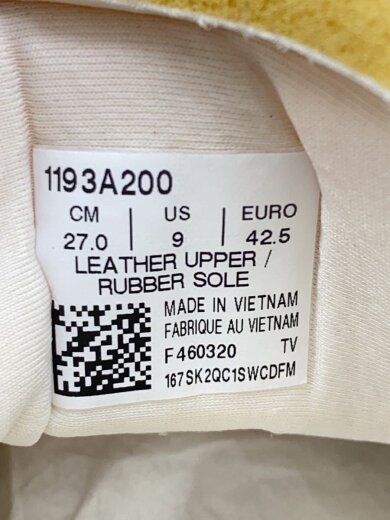 1193A200
CM | US | EURO
27.0 | 9 | 42.5
LEATHER UPPER /
RUBBER SOLE
MADE IN VIETNAM
FABRIQUE AU VIETNAM
F460320 TV
167SK2QC1SWCDFM